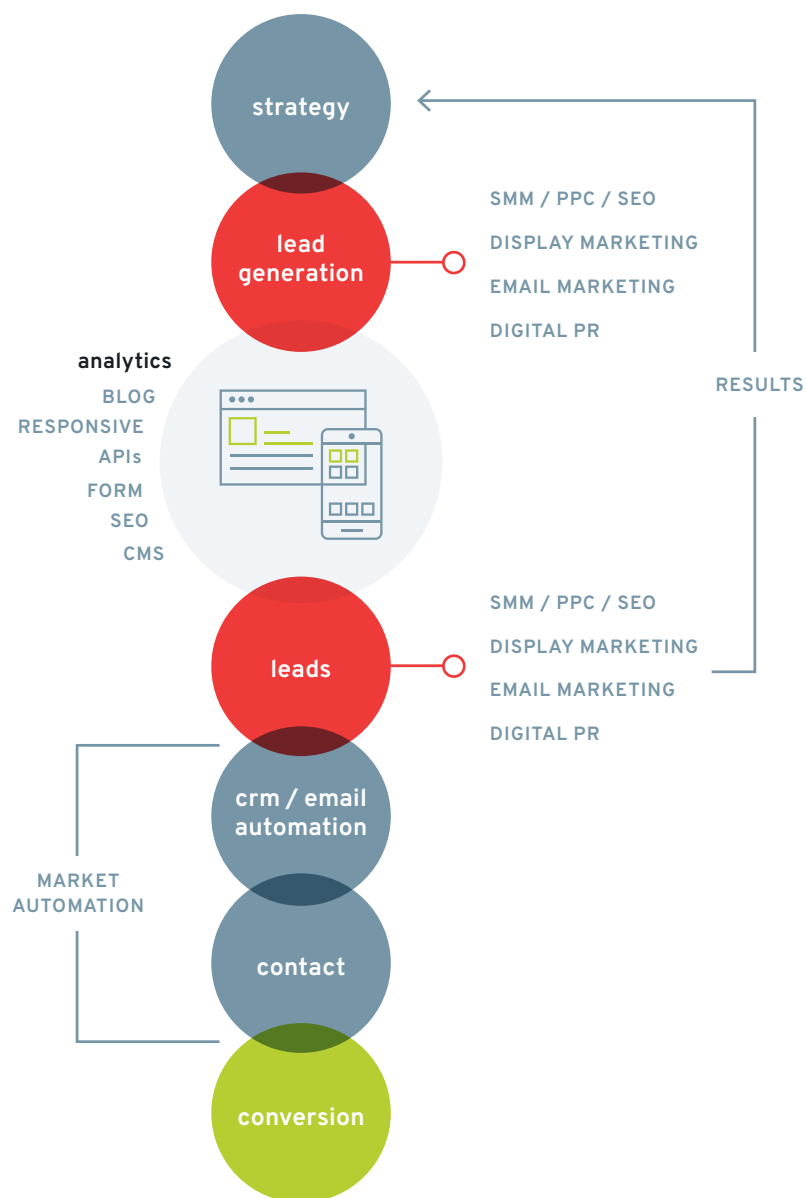 strategy
lead
generation
SMM / PPC / SEO
DISPLAY MARKETING
EMAIL MARKETING
DIGITAL PR
analytics
BLOG
RESPONSIVE
APIs
FORM
SEO
CMS
RESULTS
leads
SMM / PPC / SEO
DISPLAY MARKETING
EMAIL MARKETING
DIGITAL PR
crm / email
automation
MARKET
AUTOMATION
contact
conversion